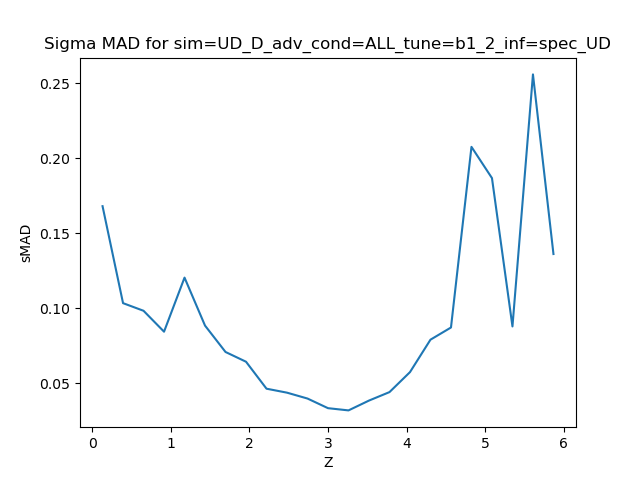 Sigma MAD for sim=UD_D_adv_cond=ALL_tune=b1_2_inf=spec_UD
0.25
0.20
0.15
0.10
0.05
sMAD
0 1 2 3 4 5 6
Z